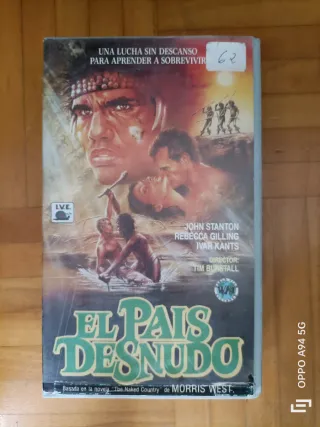 UNA LUCHA SIN DESCANSO
PARA APRENDER A SOBREVIVIR
62
I.V.E.
JOHN STANTON
REBECCA GILLING
IVAR KANTS
DIRECTOR:
TIM BURSTALL
EL PAIS
DESNUDO
Basada en la novela "The Naked Country" de MORRIS WEST
OPPO A94 5G